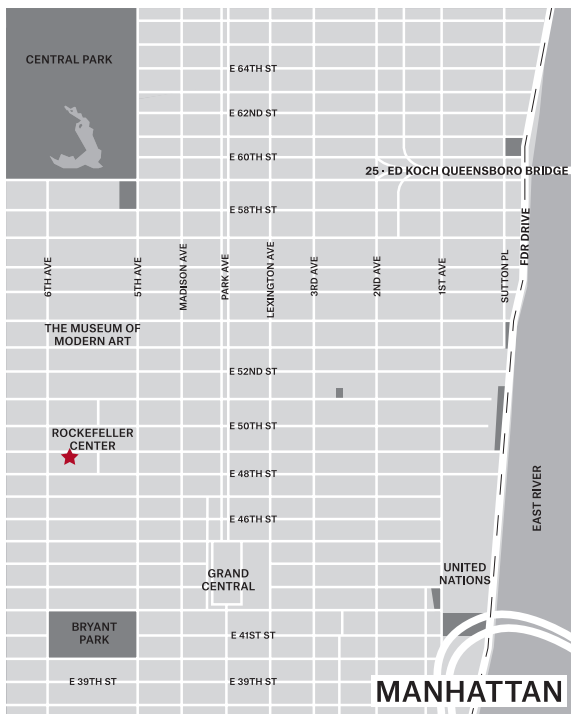 CENTRAL PARK
E 64TH ST
E 62ND ST
E 60TH ST
25 · ED KOCH QUEENSBORO BRIDGE
E 58TH ST
FDR DRIVE
6TH AVE
5TH AVE
MADISON AVE
PARK AVE
LEXINGTON AVE
3RD AVE
2ND AVE
1ST AVE
SUTTON PL
THE MUSEUM OF
MODERN ART
E 52ND ST
E 50TH ST
ROCKEFELLER
CENTER
E 48TH ST
EAST RIVER
E 46TH ST
GRAND
CENTRAL
UNITED
NATIONS
BRYANT
PARK
E 41ST ST
E 39TH ST
E 39TH ST
MANHATTAN